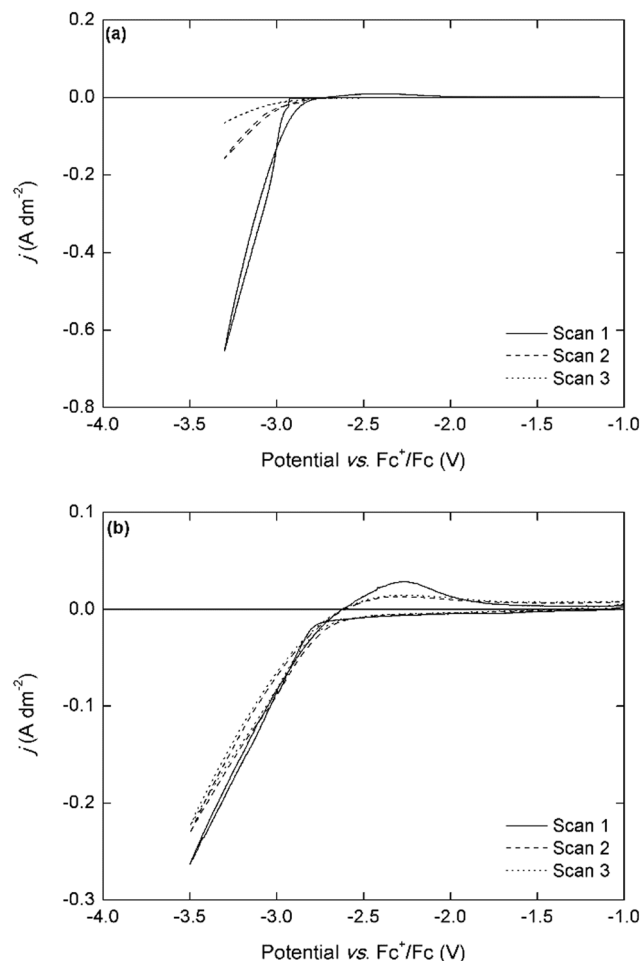 (a)
0.2
0.0
-0.2
-0.4
-0.6
-0.8
j (A dm-2)
Scan 1
Scan 2
Scan 3
-4.0 -3.5 -3.0 -2.5 -2.0 -1.5 -1.0
Potential vs. Fc+/Fc (V)
(b)
0.1
0.0
-0.1
-0.2
-0.3
j (A dm-2)
Scan 1
Scan 2
Scan 3
-4.0 -3.5 -3.0 -2.5 -2.0 -1.5 -1.0
Potential vs. Fc+/Fc (V)